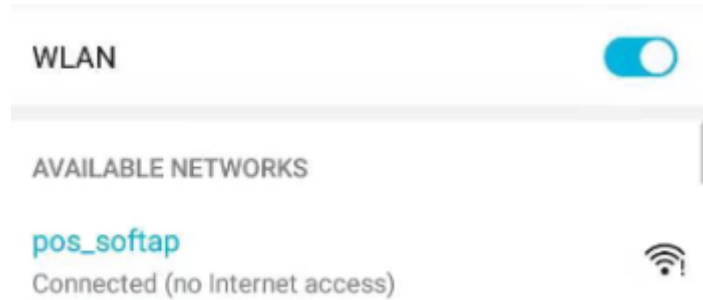 WLAN
AVAILABLE NETWORKS
pos_softap
Connected (no Internet access)